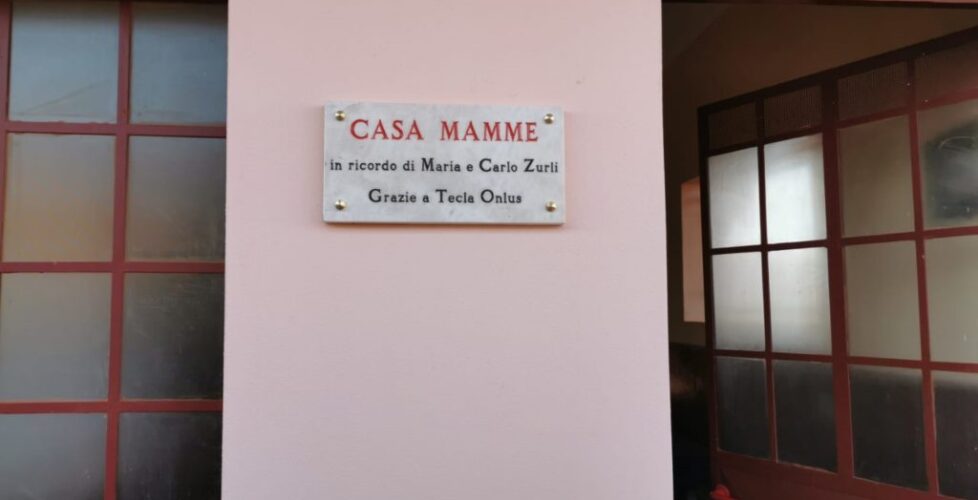 CASA MAMME
in ricordo di Maria e Carlo Zurli
Grazie a Tecla Onlus